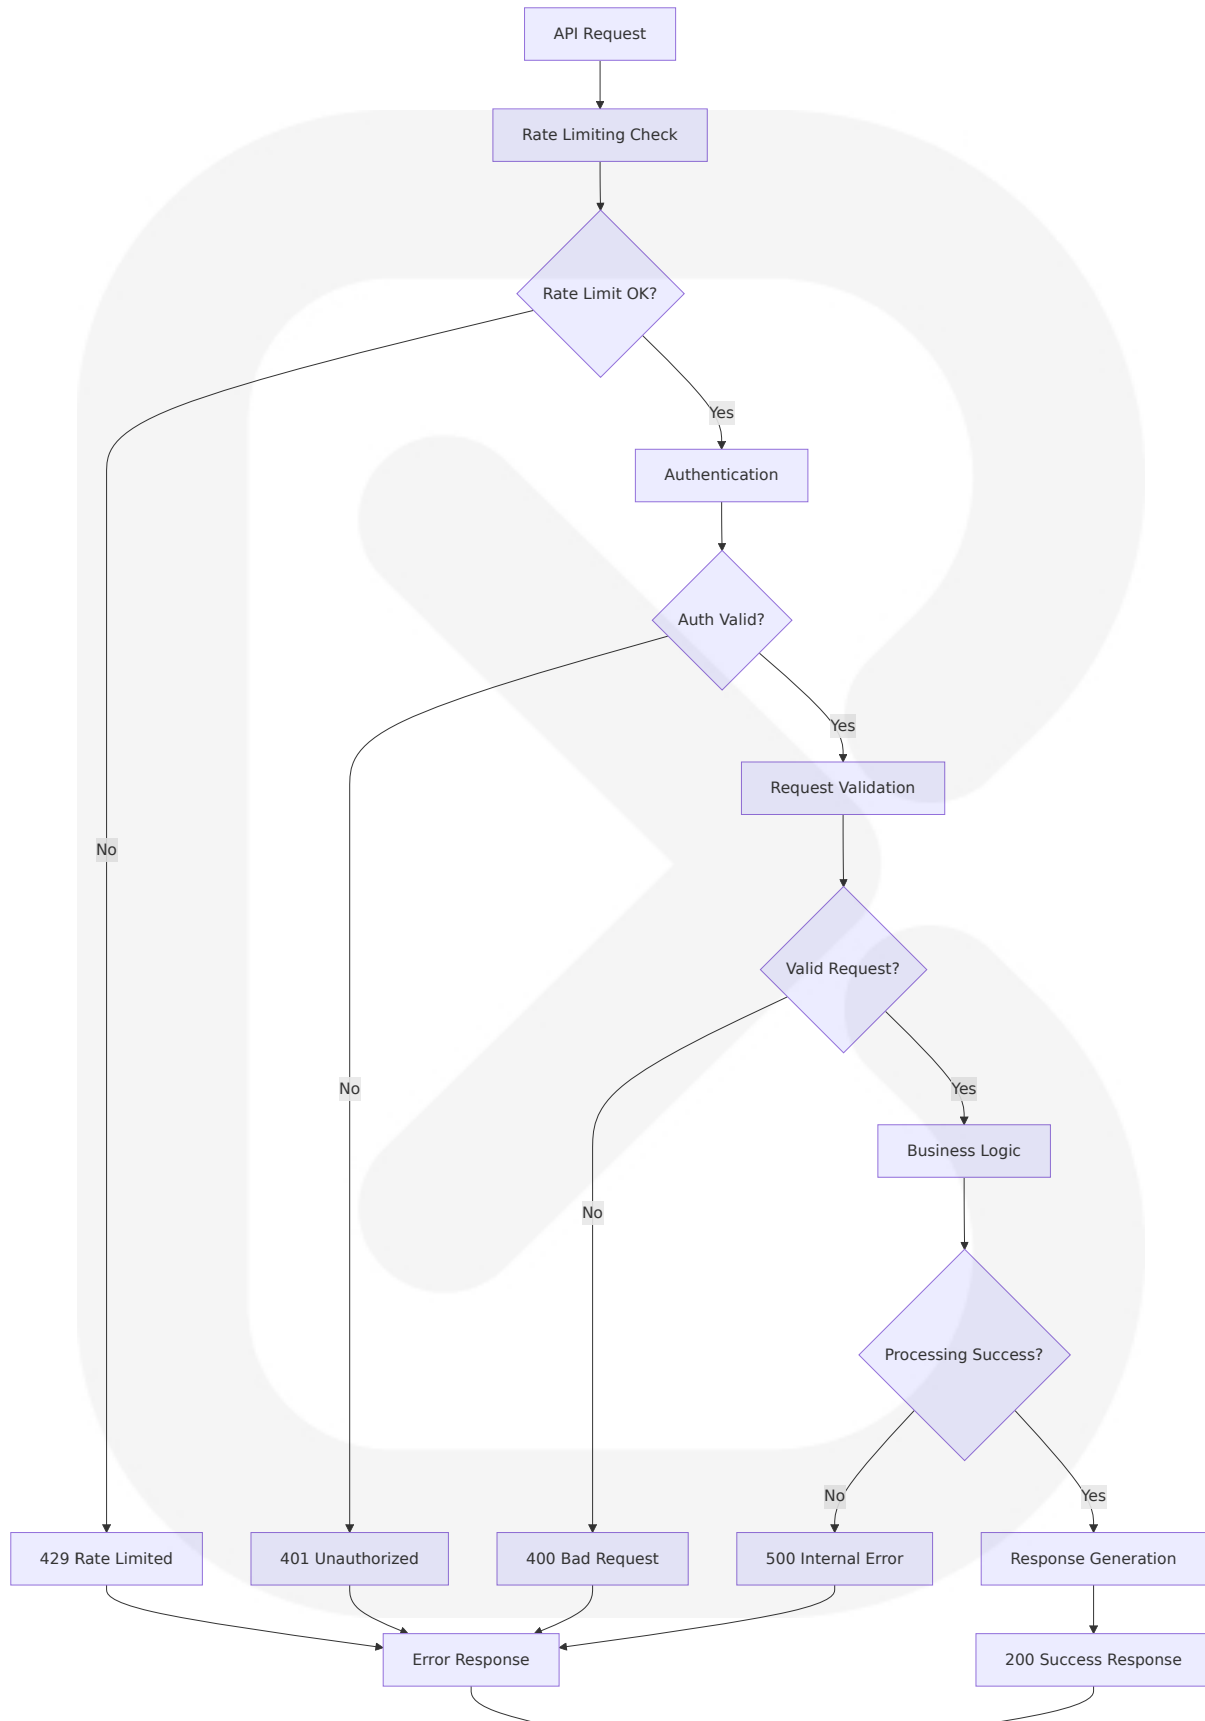 API Request
Rate Limiting Check
Rate Limit OK?
Yes
Authentication
Auth Valid?
Yes
Request Validation
No
Valid Request?
No
Yes
Business Logic
No
Processing Success?
No
Yes
429 Rate Limited
401 Unauthorized
400 Bad Request
500 Internal Error
Response Generation
Error Response
200 Success Response